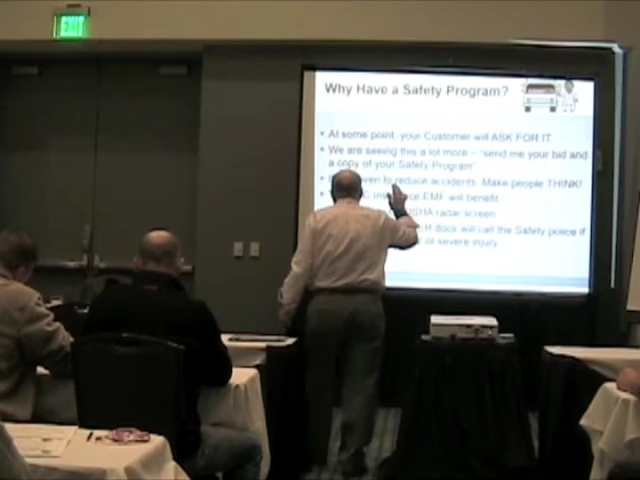 EXIT
Why Have a Safety Program?
At some point, your Customer will ASK FOR IT
We are seeing this a lot more – "send me your bid and
a copy of your Safety Program"
to reduce accidents. Make people THINK!
EMF will benefit
OSHA radar screen
docs will call the Safety police if
or severe injury